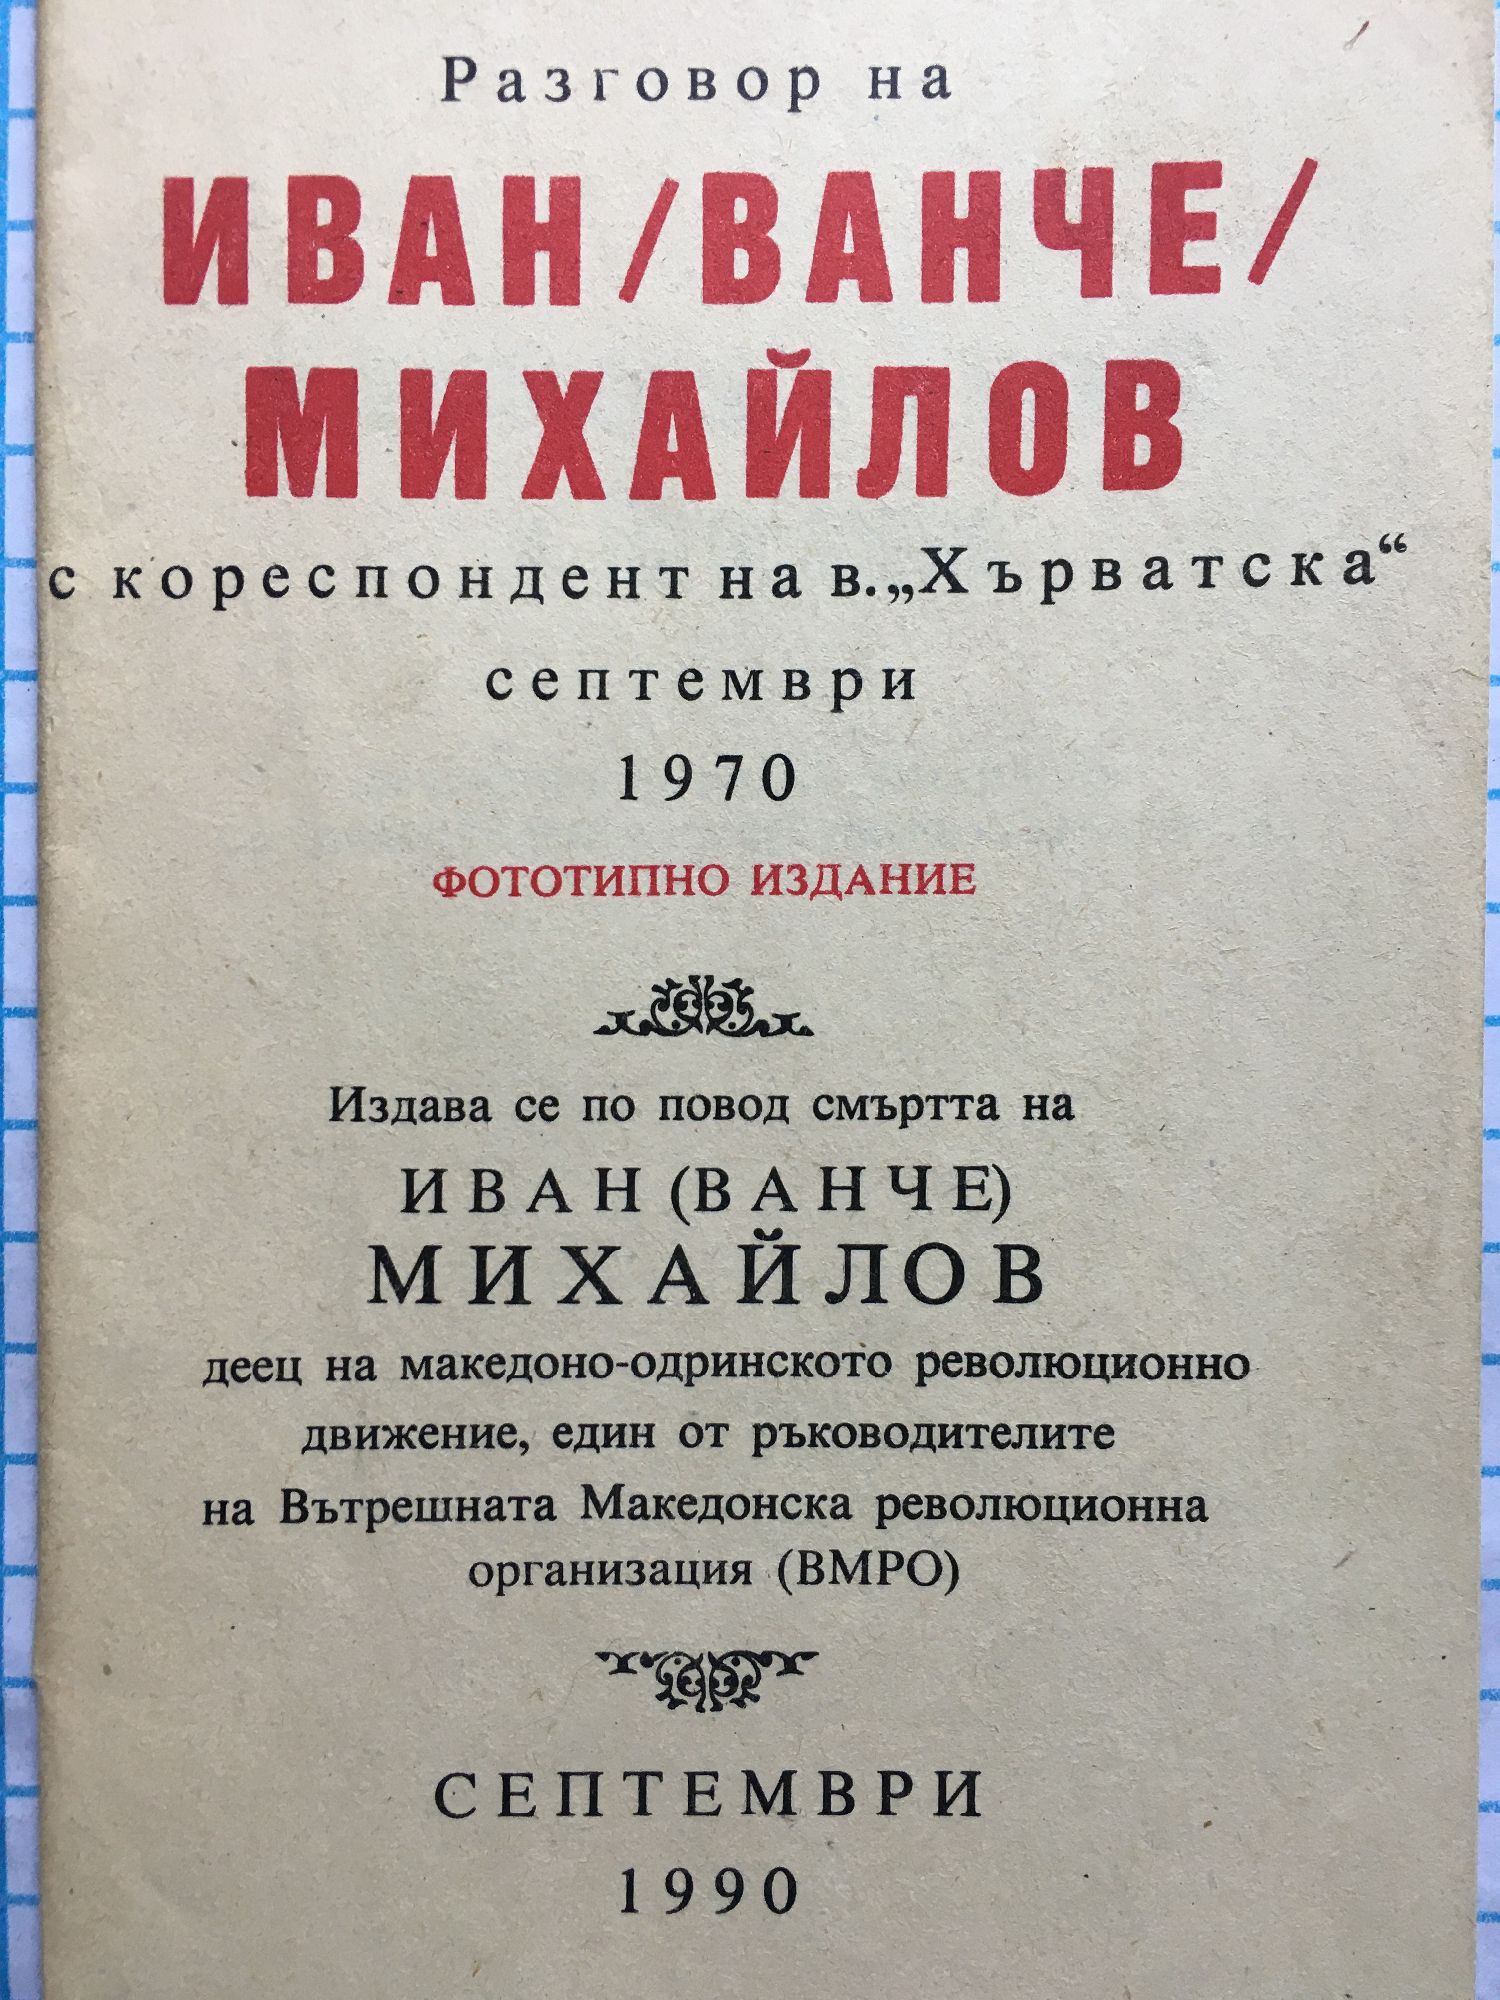 Разговор на
ИВАН/ВАНЧЕ/
МИХАЙЛОВ
с кореспондент на в. „Хърватска“
септември
1970
ФОТОТИПНО ИЗДАНИЕ
Издава се по повод смъртта на
ИВАН (ВАНЧЕ)
МИХАЙЛОВ
деец на македоно-одринското революционно
движение, един от ръководителите
на Вътрешната Македонска революционна
организация (ВМРО)
СЕПТЕМВРИ
1990